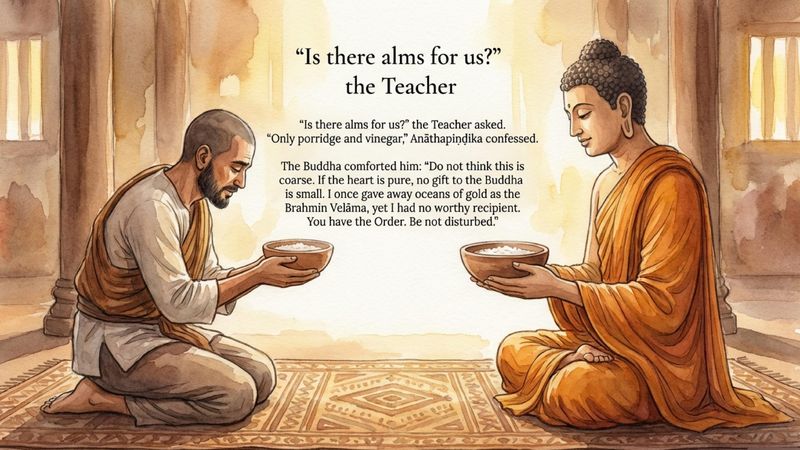 “Is there alms for us?”
the Teacher
“Is there alms for us?” the Teacher asked.
“Only porridge and vinegar,” Anāthapiṇḍika confessed.
The Buddha comforted him: “Do not think this is
coarse. If the heart is pure, no gift to the Buddha
is small. I once gave away oceans of gold as the
Brahmin Velāma, yet I had no worthy recipient.
You have the Order. Be not disturbed.”